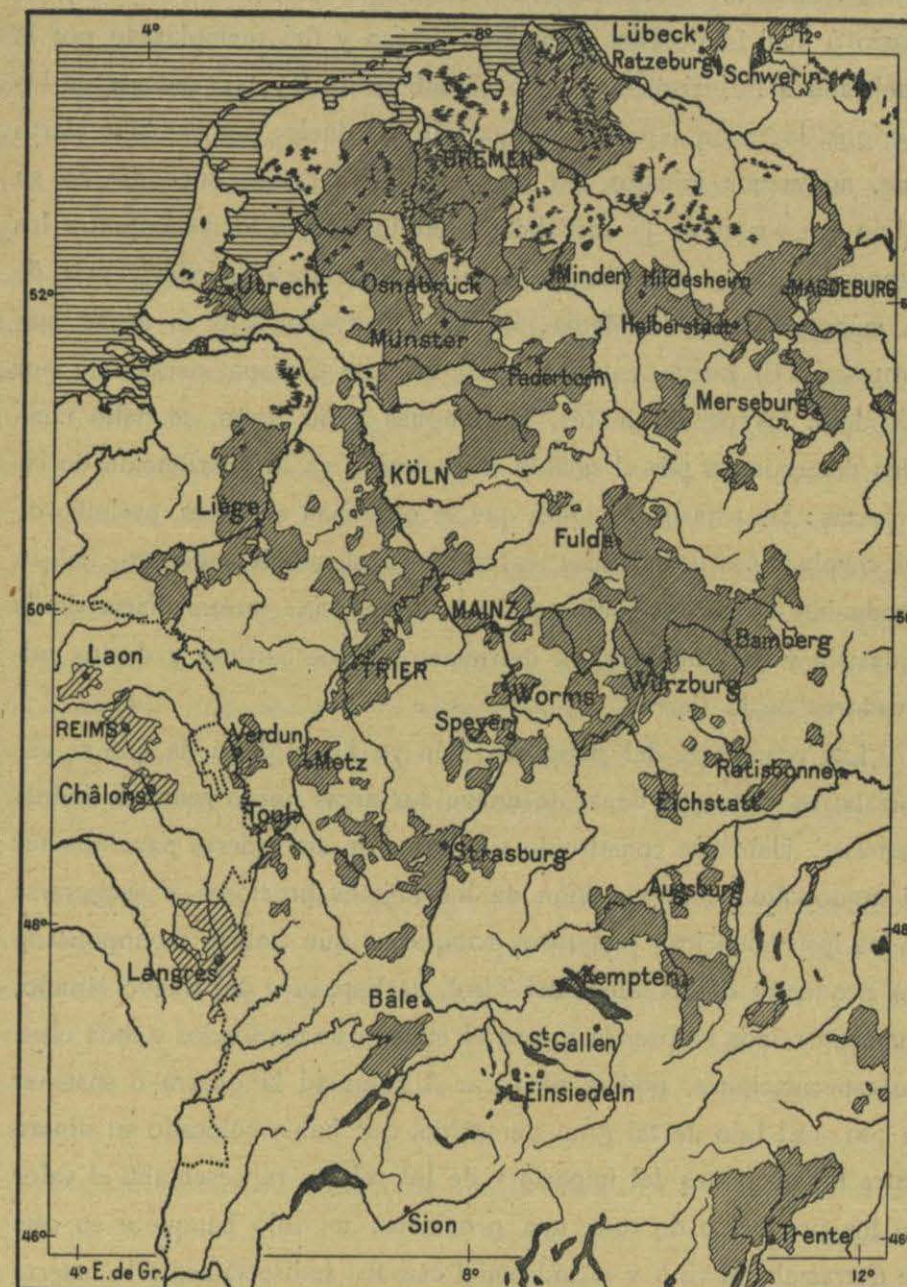 4°
8°
12°
Lübeck
Ratzeburg
Schwerin
BREMEN
52°
Utrecht
Osnabrück
Minden
Hildesheim
MAGDEBURG
Münster
Halberstadt
Paderborn
Merseburg
KÖLN
Liège
Fulda
50°
MAINZ
50
Bamberg
Laon
TRIER
Worms
Würzburg
REIMS
Verdun
Speyer
Metz
Ratisbonne
Châlons
Eichstatt
Toul
Strasburg
Augsburg
48°
Langres
Kempten
Bâle
St Gallen
Einsiedeln
Sion
46°
Trente
46°
4° E. de Gr.
8°
12°